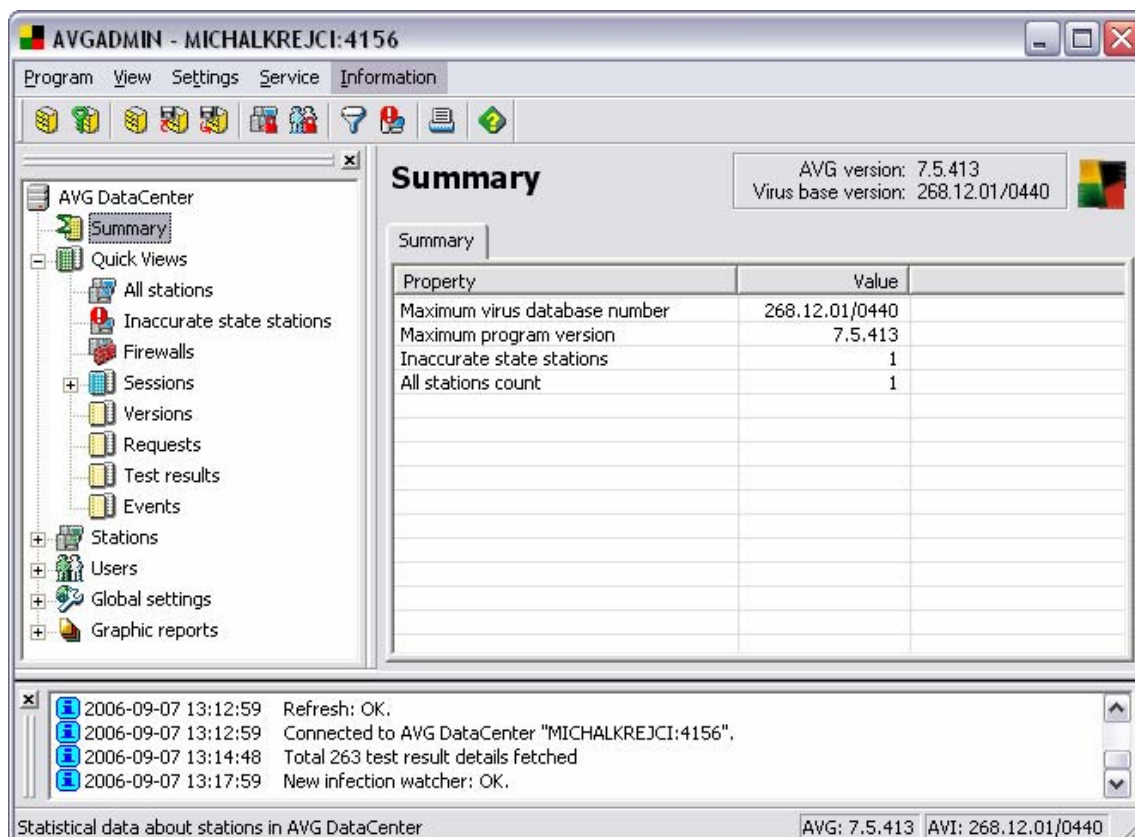 AVGADMIN - MICHALKREJCI:4156
Program View Settings Service Information
AVG DataCenter
Summary
Quick Views
All stations
Inaccurate state stations
Firewalls
Sessions
Versions
Requests
Test results
Events
Stations
Users
Global settings
Graphic reports
Summary
AVG version: 7.5.413
Virus base version: 268.12.01/0440
Summary
Property Value
Maximum virus database number 268.12.01/0440
Maximum program version 7.5.413
Inaccurate state stations 1
All stations count 1
2006-09-07 13:12:59 Refresh: OK.
2006-09-07 13:12:59 Connected to AVG DataCenter "MICHALKREJCI:4156".
2006-09-07 13:14:48 Total 263 test result details fetched
2006-09-07 13:17:59 New infection watcher: OK.
Statistical data about stations in AVG DataCenter
AVG: 7.5.413 AVI: 268.12.01/0440